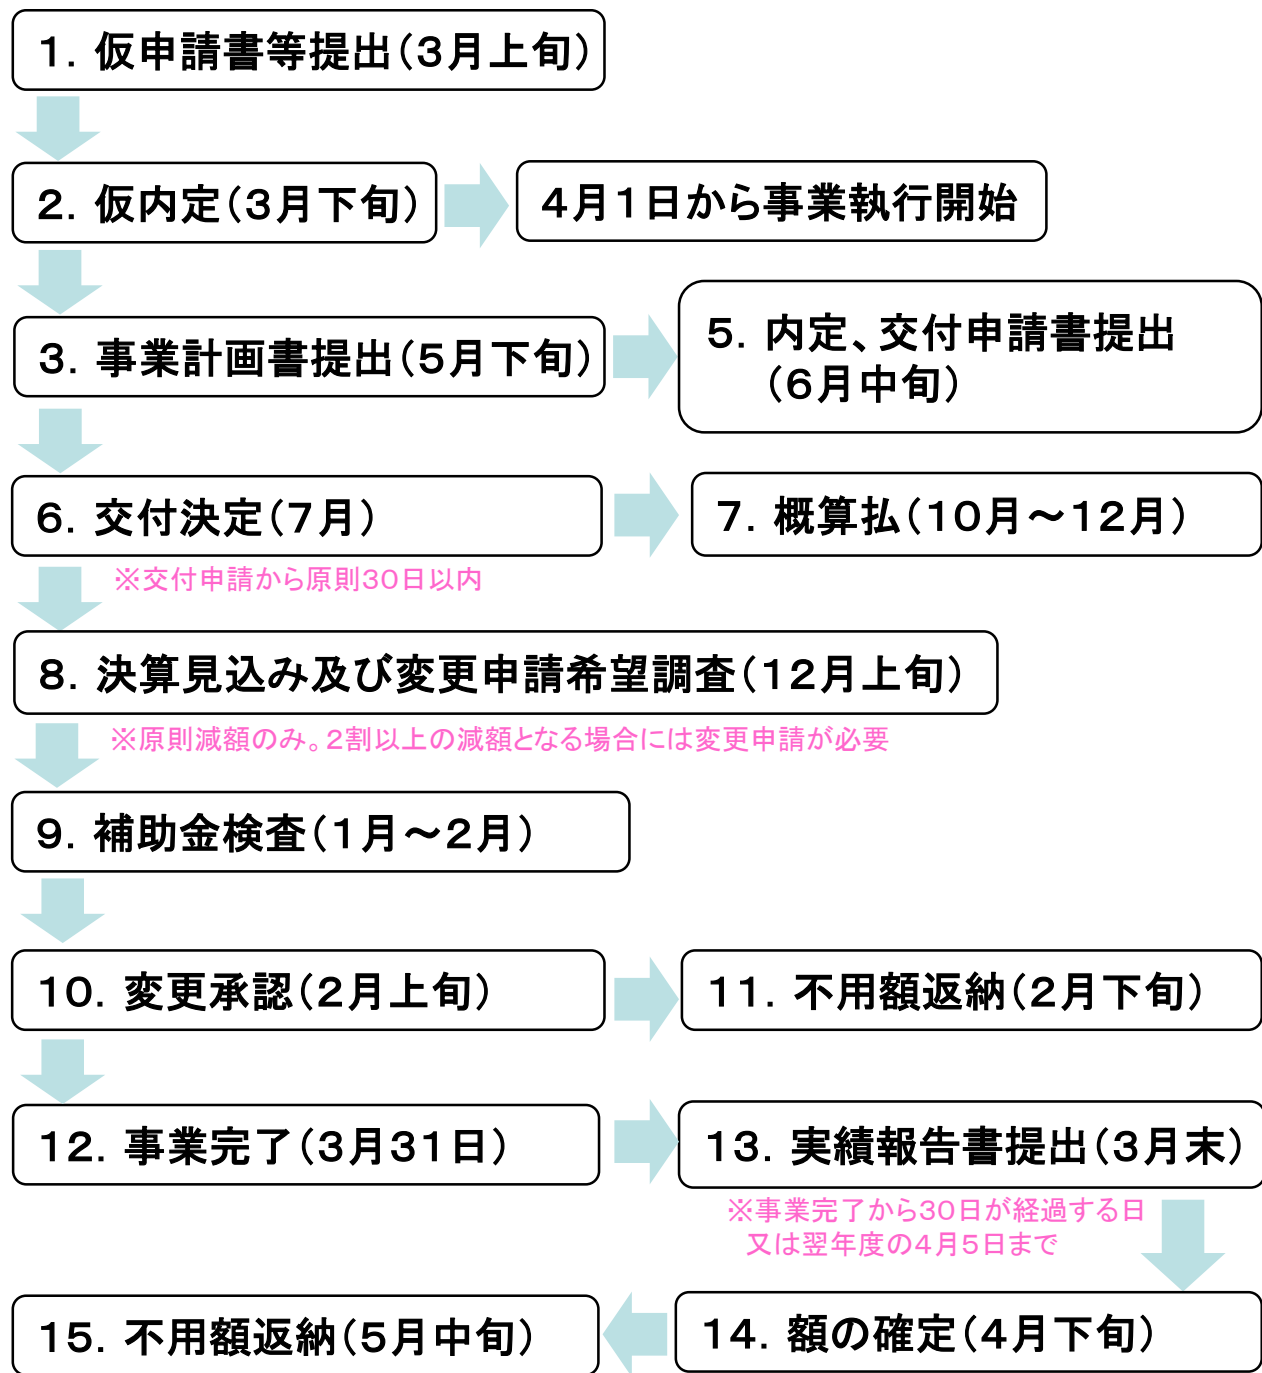 １．仮申請書等提出（３月上旬）
２．仮内定（３月下旬）
４月１日から事業執行開始
３．事業計画書提出（５月下旬）
５．内定、交付申請書提出
（６月中旬）
６．交付決定（７月）
７．概算払（１０月～１２月）
※交付申請から原則３０日以内
８．決算見込み及び変更申請希望調査（１２月上旬）
※原則減額のみ。２割以上の減額となる場合には変更申請が必要
９．補助金検査（１月～２月）
１０．変更承認（２月上旬）
１１．不用額返納（２月下旬）
１２．事業完了（３月３１日）
１３．実績報告書提出（３月末）
※事業完了から３０日が経過する日
又は翌年度の４月５日まで
１４．額の確定（４月下旬）
１５．不用額返納（５月中旬）